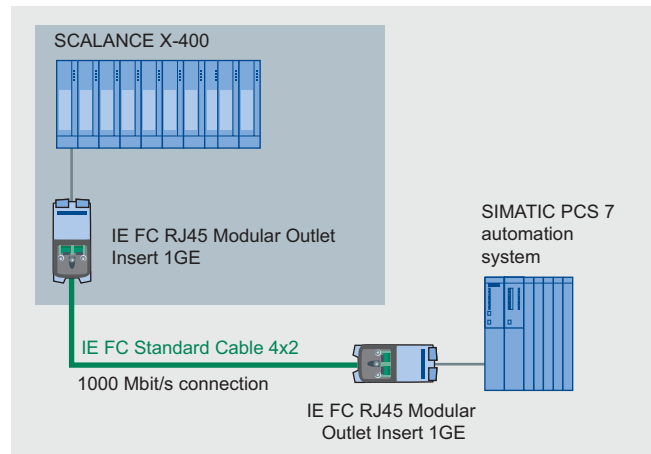 SCALANCE X-400
IE FC RJ45 Modular Outlet
Insert 1GE
SIMATIC PCS 7
automation
system
IE FC Standard Cable 4x2
1000 Mbit/s connection
IE FC RJ45 Modular
Outlet Insert 1GE